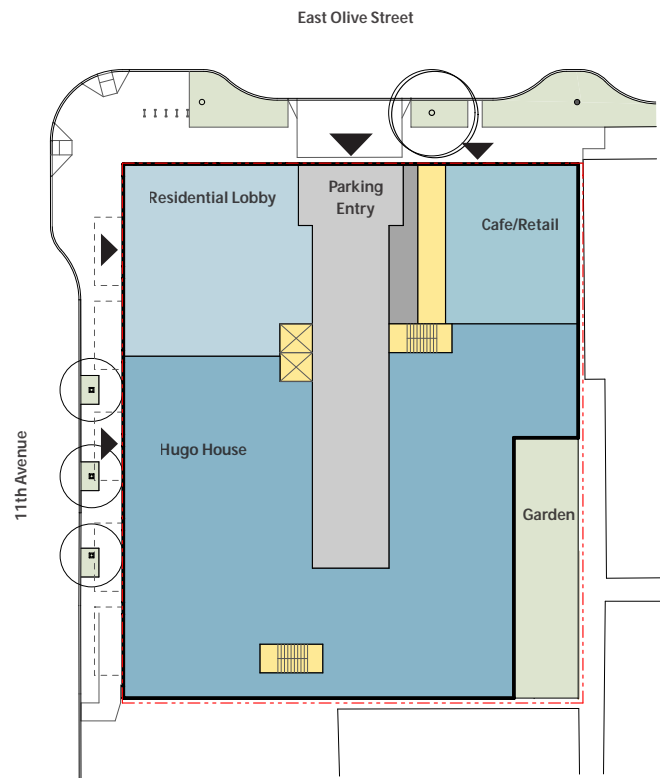 East Olive Street
Residential Lobby
Parking
Entry
Cafe/Retail
11th Avenue
Hugo House
Garden